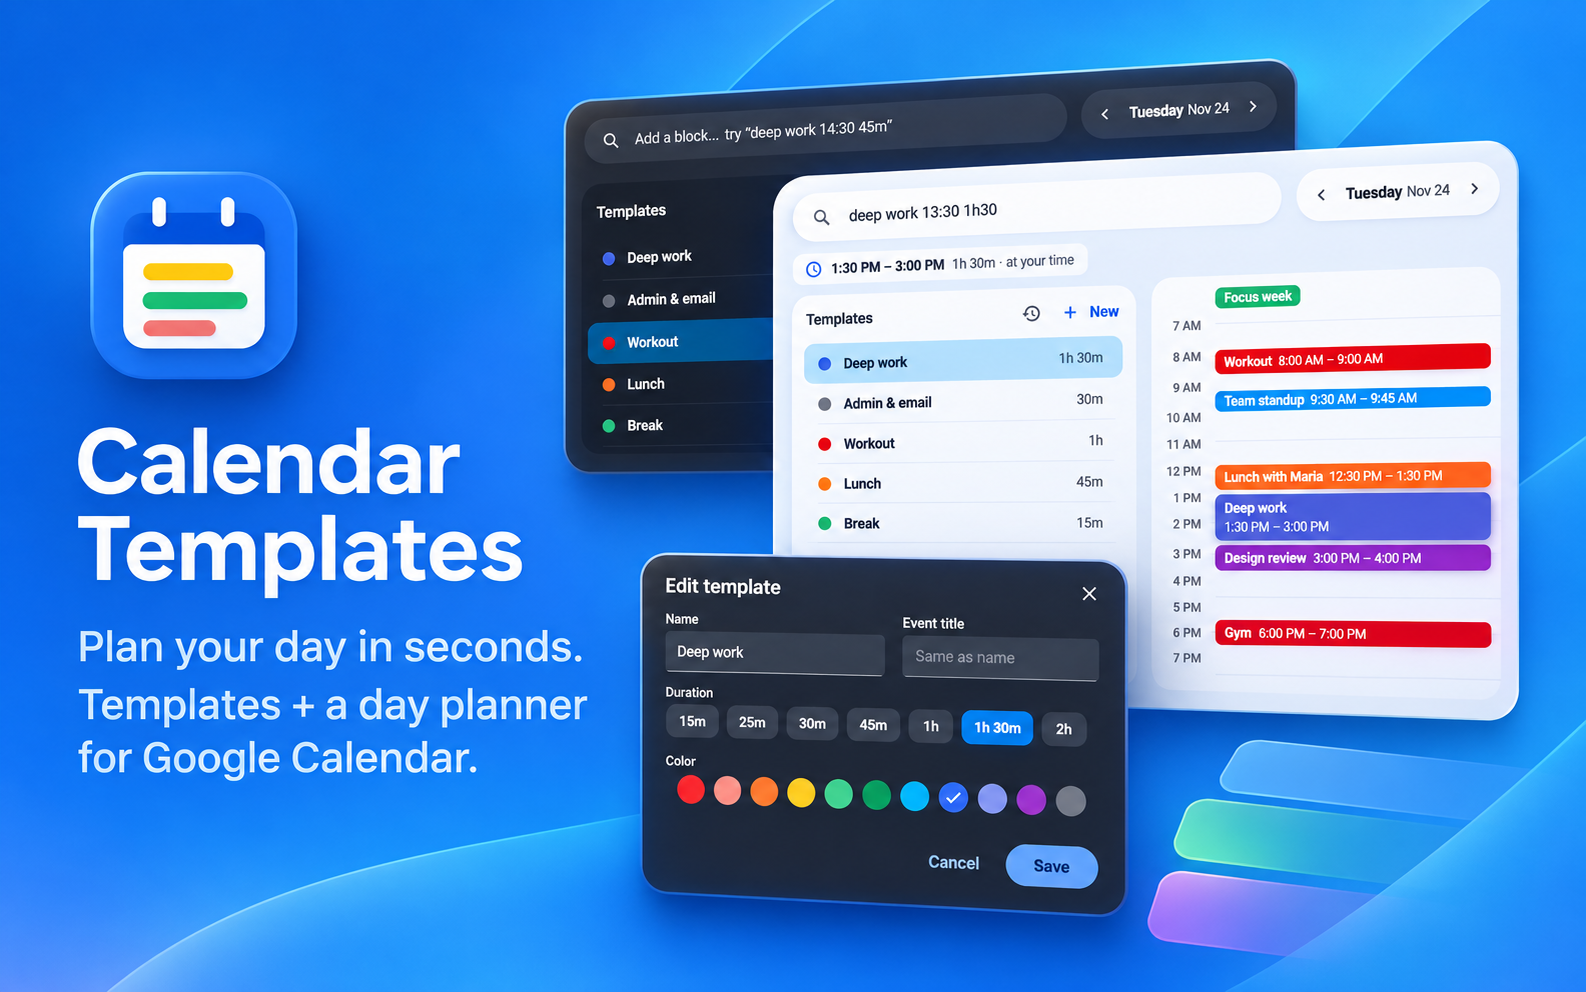 Calendar
Templates
Plan your day in seconds.
Templates + a day planner
for Google Calendar.
Add a block... try “deep work 14:30 45m”
Tuesday Nov 24
Templates
Deep work
Admin & email
Workout
Lunch
Break
deep work 13:30 1h30
Tuesday Nov 24
1:30 PM – 3:00 PM 1h 30m · at your time
Templates
New
Deep work 1h 30m
Admin & email 30m
Workout 1h
Lunch 45m
Break 15m
Focus week
7 AM
8 AM
Workout 8:00 AM – 9:00 AM
9 AM
Team standup 9:30 AM – 9:45 AM
10 AM
11 AM
12 PM
Lunch with Maria 12:30 PM – 1:30 PM
1 PM
Deep work
1:30 PM – 3:00 PM
2 PM
3 PM
Design review 3:00 PM – 4:00 PM
4 PM
5 PM
6 PM
Gym 6:00 PM – 7:00 PM
7 PM
Edit template
Name
Event title
Deep work
Same as name
Duration
15m 25m 30m 45m 1h 1h 30m 2h
Color
Cancel
Save